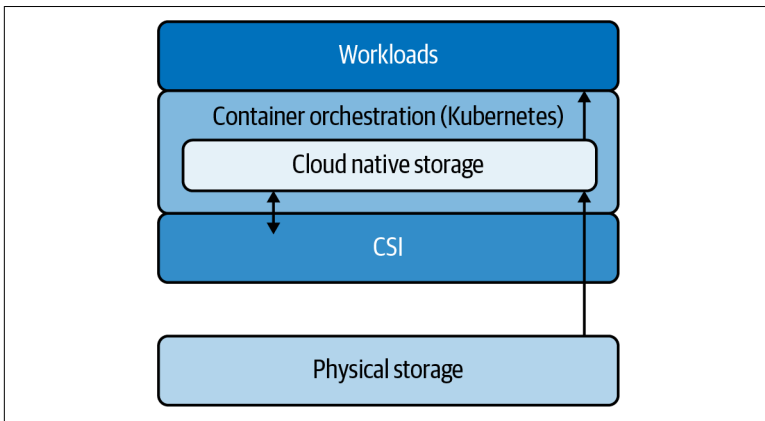 Workloads
Container orchestration (Kubernetes)
Cloud native storage
CSI
Physical storage